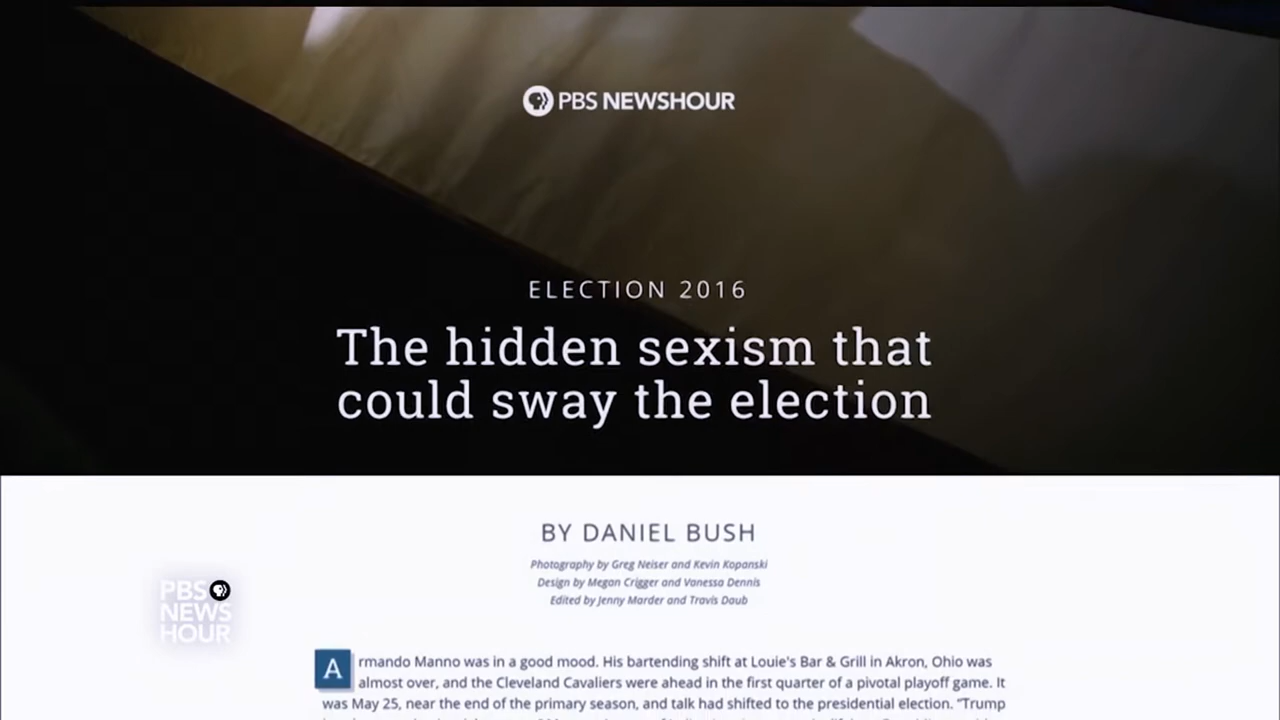 PBS NEWSHOUR
ELECTION 2016
The hidden sexism that
could sway the election
BY DANIEL BUSH
Photography by Greg Neiser and Kevin Kopanski
Design by Megan Crigger and Vanessa Dennis
Edited by Jenny Marder and Travis Daub
PBS
NEWS
HOUR
Armando Manno was in a good mood. His bartending shift at Louie's Bar & Grill in Akron, Ohio was
almost over, and the Cleveland Cavaliers were ahead in the first quarter of a pivotal playoff game. It
was May 25, near the end of the primary season, and talk had shifted to the presidential election. “Trump